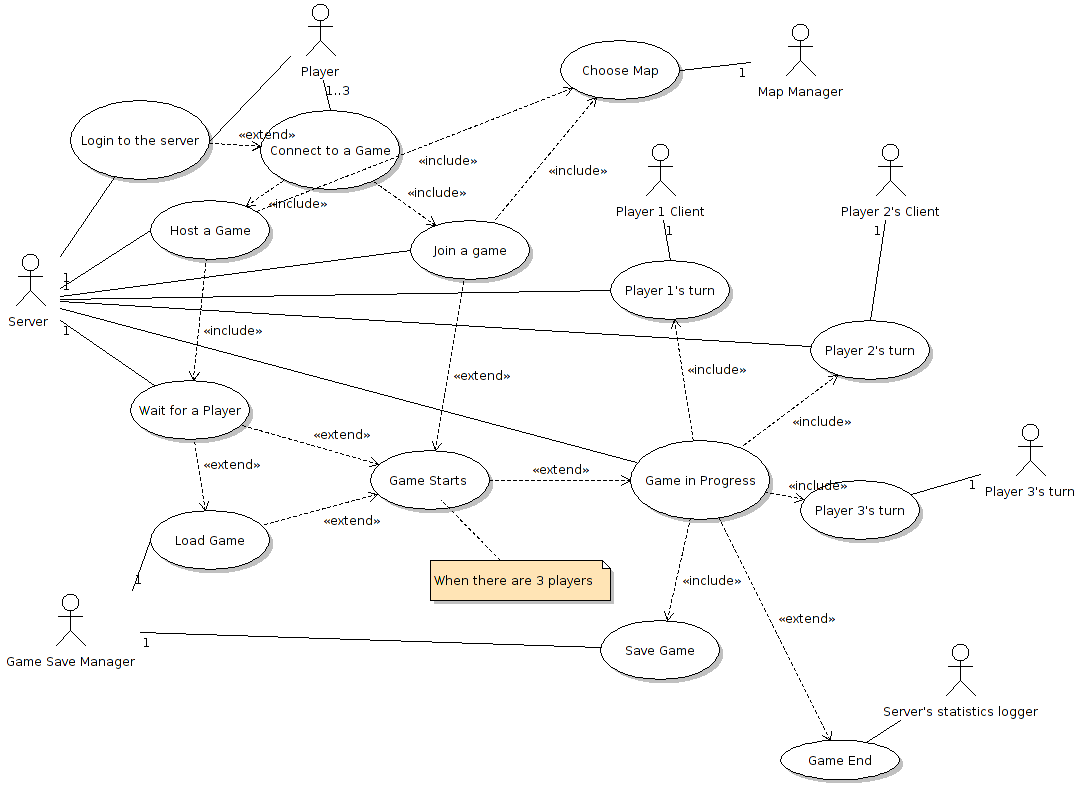 Player
1..3
Choose Map
1
Map Manager
Login to the server
«extend»
Connect to a Game
«include»
«include»
«include»
«include»
Player 1 Client
1
Player 2's Client
1
Host a Game
Join a game
Server
1
1
1
Player 1's turn
Player 2's turn
«include»
«extend»
«include»
«include»
Wait for a Player
«extend»
«extend»
Game Starts
«extend»
Game in Progress
«include»
Player 3's turn
1
Player 3's turn
Load Game
«extend»
When there are 3 players
1
Game Save Manager
1
«include»
«extend»
Save Game
Server's statistics logger
Game End